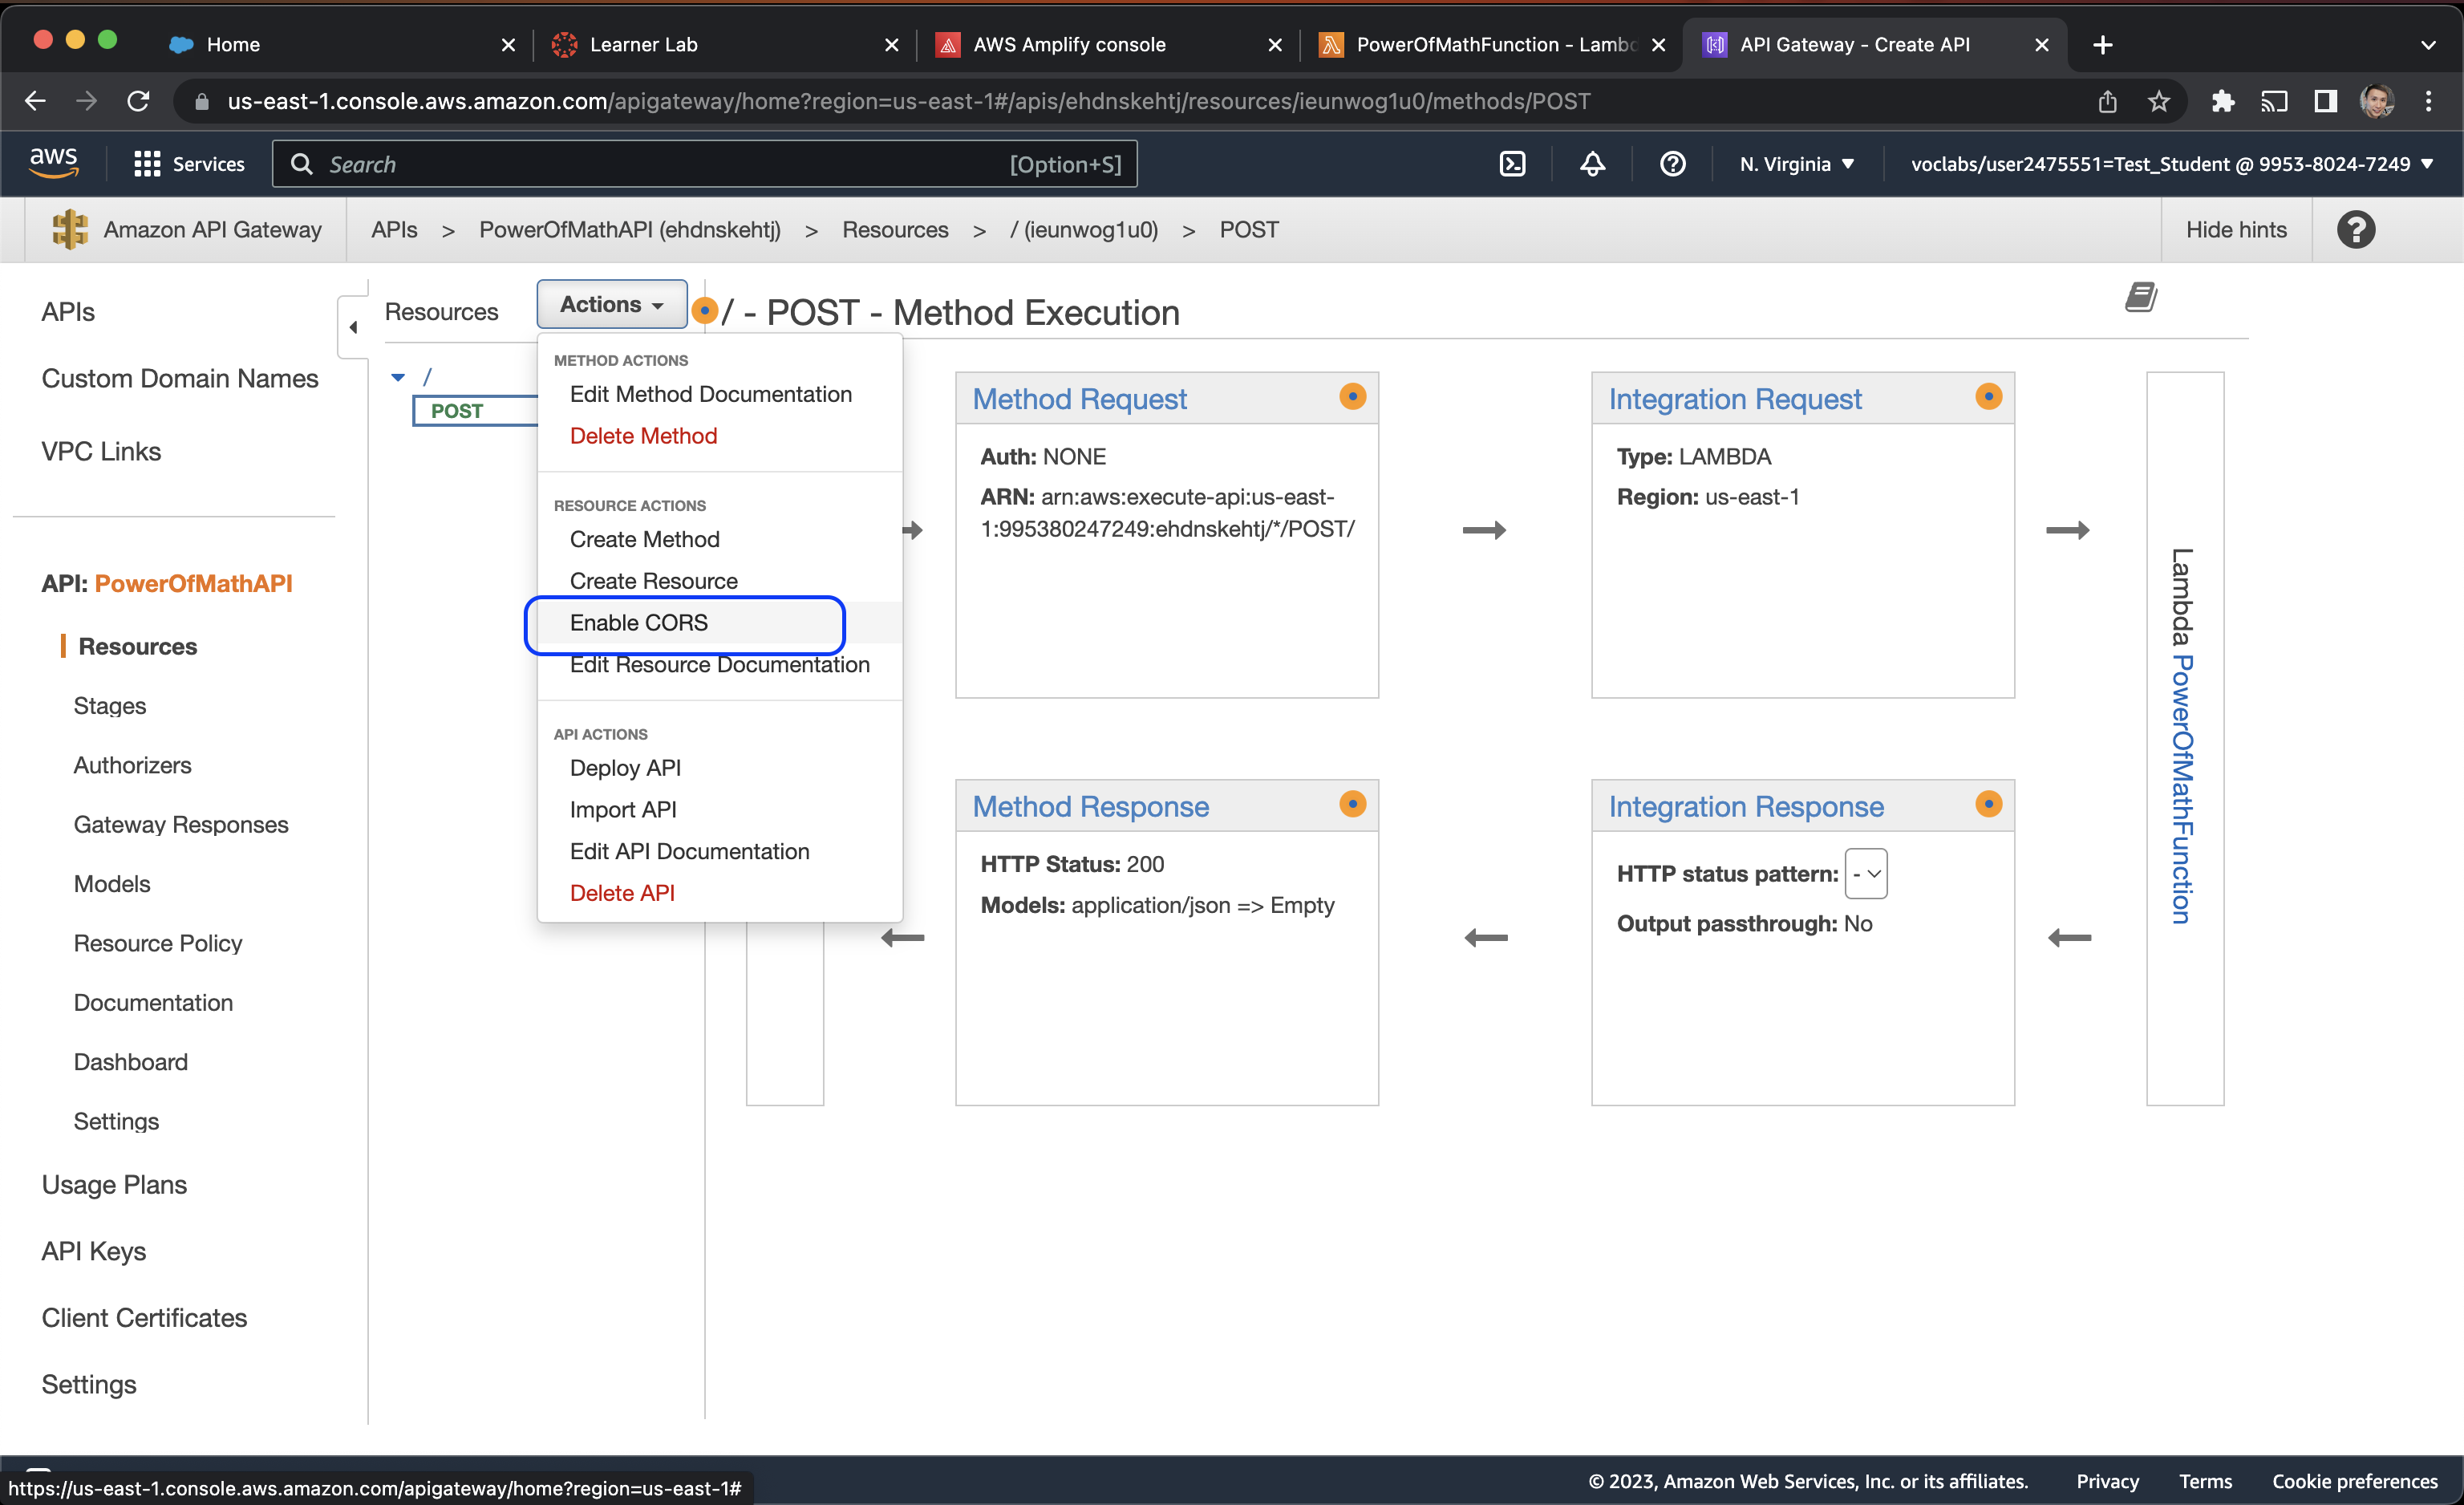 Home
Learner Lab
AWS Amplify console
PowerOfMathFunction - Lambd
API Gateway - Create API
us-east-1.console.aws.amazon.com/apigateway/home?region=us-east-1#/apis/ehdnskehtj/resources/ieunwog1u0/methods/POST
aws
Services
Search
[Option+S]
N. Virginia
voclabs/user2475551=Test_Student @ 9953-8024-7249
Amazon API Gateway
APIs > PowerOfMathAPI (ehdnskehtj) > Resources > / (ieunwog1u0) > POST
Hide hints
APIs
Custom Domain Names
VPC Links
API: PowerOfMathAPI
Resources
Stages
Authorizers
Gateway Responses
Models
Resource Policy
Documentation
Dashboard
Settings
Usage Plans
API Keys
Client Certificates
Settings
Resources
Actions
/
POST
METHOD ACTIONS
Edit Method Documentation
Delete Method
RESOURCE ACTIONS
Create Method
Create Resource
Enable CORS
Edit Resource Documentation
API ACTIONS
Deploy API
Import API
Edit API Documentation
Delete API
/ - POST - Method Execution
Method Request
Auth: NONE
ARN: arn:aws:execute-api:us-east-
1:995380247249:ehdnskehtj/*/POST/
Integration Request
Type: LAMBDA
Region: us-east-1
Lambda PowerOfMathFunction
Method Response
HTTP Status: 200
Models: application/json => Empty
Integration Response
HTTP status pattern: -
Output passthrough: No
https://us-east-1.console.aws.amazon.com/apigateway/home?region=us-east-1#
© 2023, Amazon Web Services, Inc. or its affiliates.
Privacy
Terms
Cookie preferences